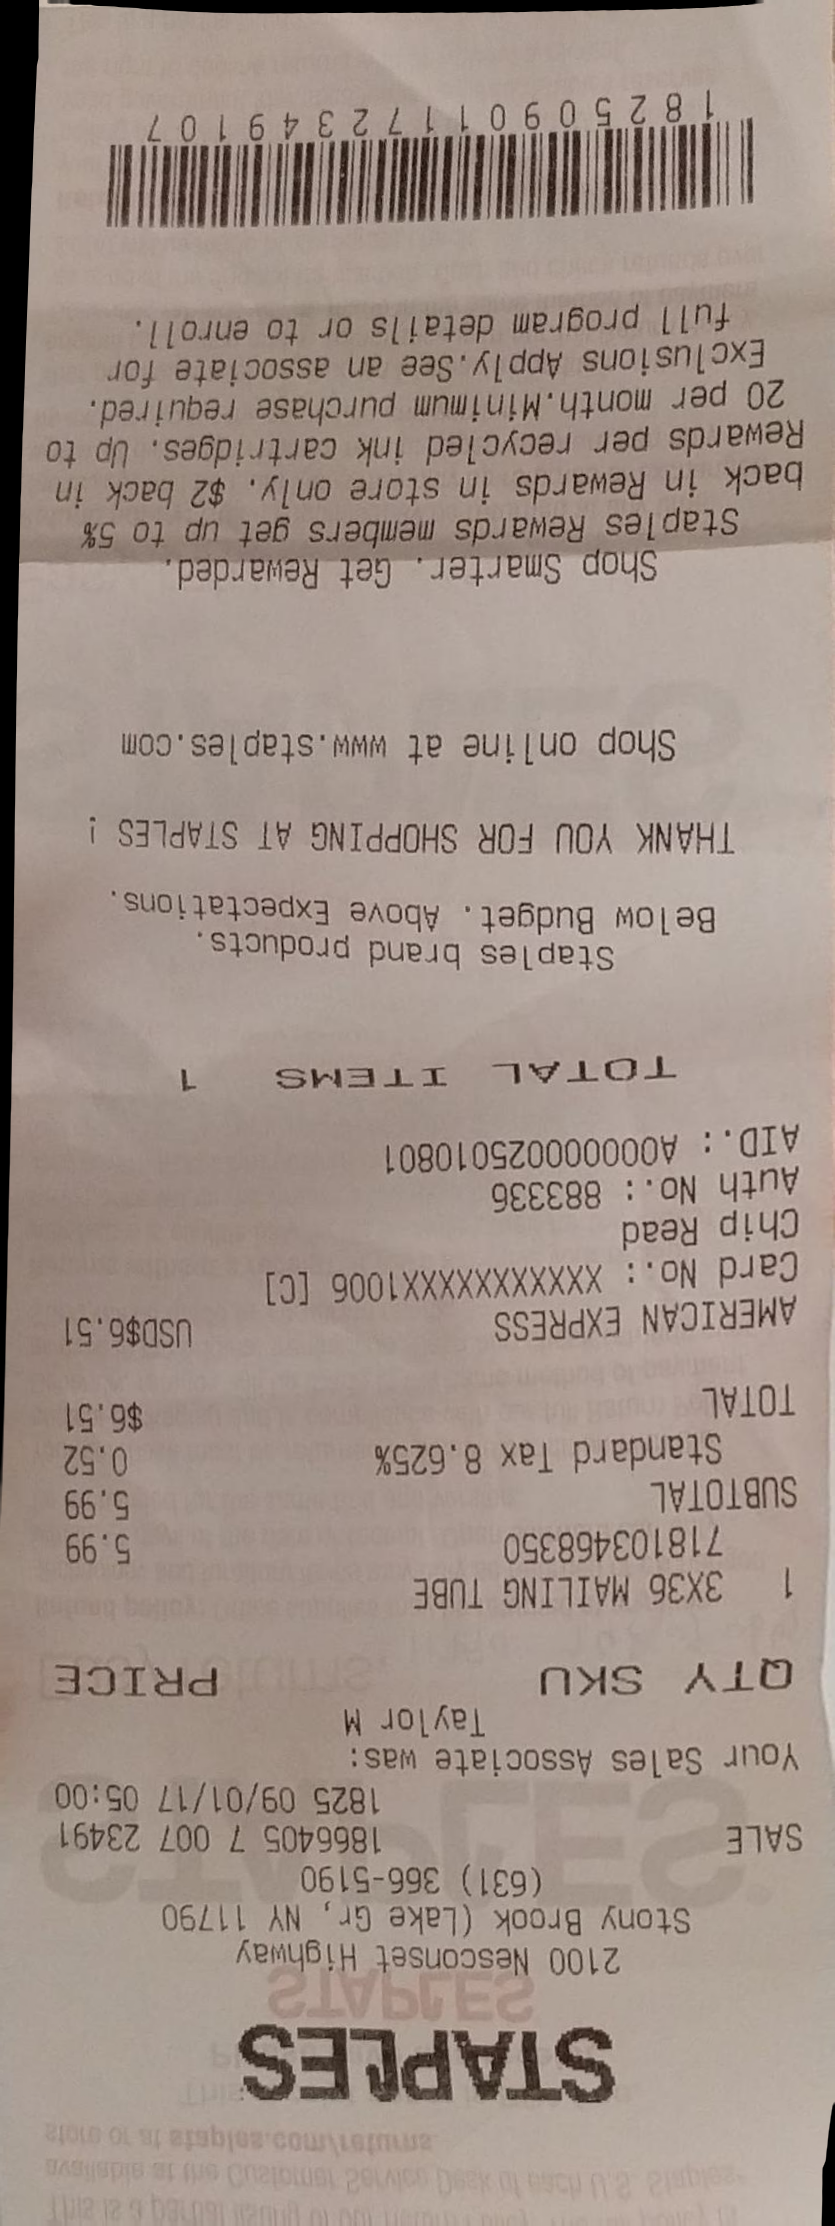 STAPLES
2100 Nesconset Highway
Stony Brook (Lake Gr, NY 11790
(631) 366-5190
SALE 1866405 7 007 23491
1825 09/01/17 05:00
Your Sales Associate was:
Taylor M
QTY SKU PRICE
1 3X36 MAILING TUBE
718103468350 5.99
SUBTOTAL 5.99
Standard Tax 8.625% 0.52
TOTAL $6.51
AMERICAN EXPRESS USD$6.51
Card No.: XXXXXXXXXXX1006 [C]
Chip Read
Auth No.: 883336
AID.: A000000025010801
TOTAL ITEMS 1
Staples brand products.
Below Budget. Above Expectations.
THANK YOU FOR SHOPPING AT STAPLES !
Shop online at www.staples.com
Shop Smarter. Get Rewarded.
Staples Rewards members get up to 5%
back in Rewards in store only. $2 back in
Rewards per recycled ink cartridges. Up to
20 per month.Minimum purchase required.
Exclusions Apply.See an associate for
full program details or to enroll.
18250901172349107